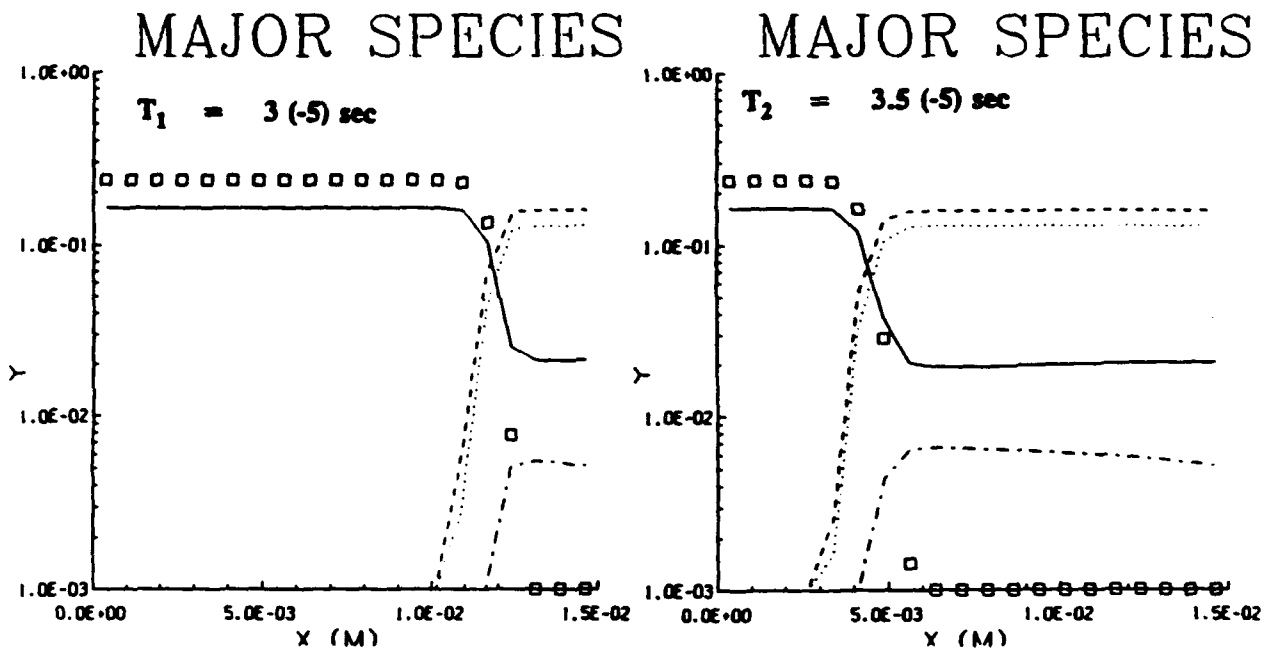 MAJOR SPECIES
T1 = 3 (-5) sec
1.0E+00
1.0E-01
Y
1.0E-02
1.0E-03
0.0E+00 5.0E-03 1.0E-02 1.5E-02
X (M)
MAJOR SPECIES
T2 = 3.5 (-5) sec
1.0E+00
1.0E-01
Y
1.0E-02
1.0E-03
0.0E+00 5.0E-03 1.0E-02 1.5E-02
X (M)